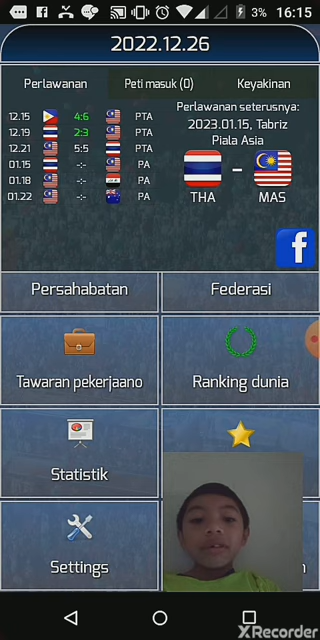 3% 16:15
2022.12.26
Perlawanan Peti masuk (0) Keyakinan
12.15 4:6 PTA
12.19 2:3 PTA
12.21 5:5 PTA
01.15 -:- PA
01.18 -:- PA
01.22 -:- PA
Perlawanan seterusnya:
2023.01.15, Tabriz
Piala Asia
-
THA MAS
f
Persahabatan Federasi
Tawaran pekerjaano Ranking dunia
Statistik
Settings
XRecorder